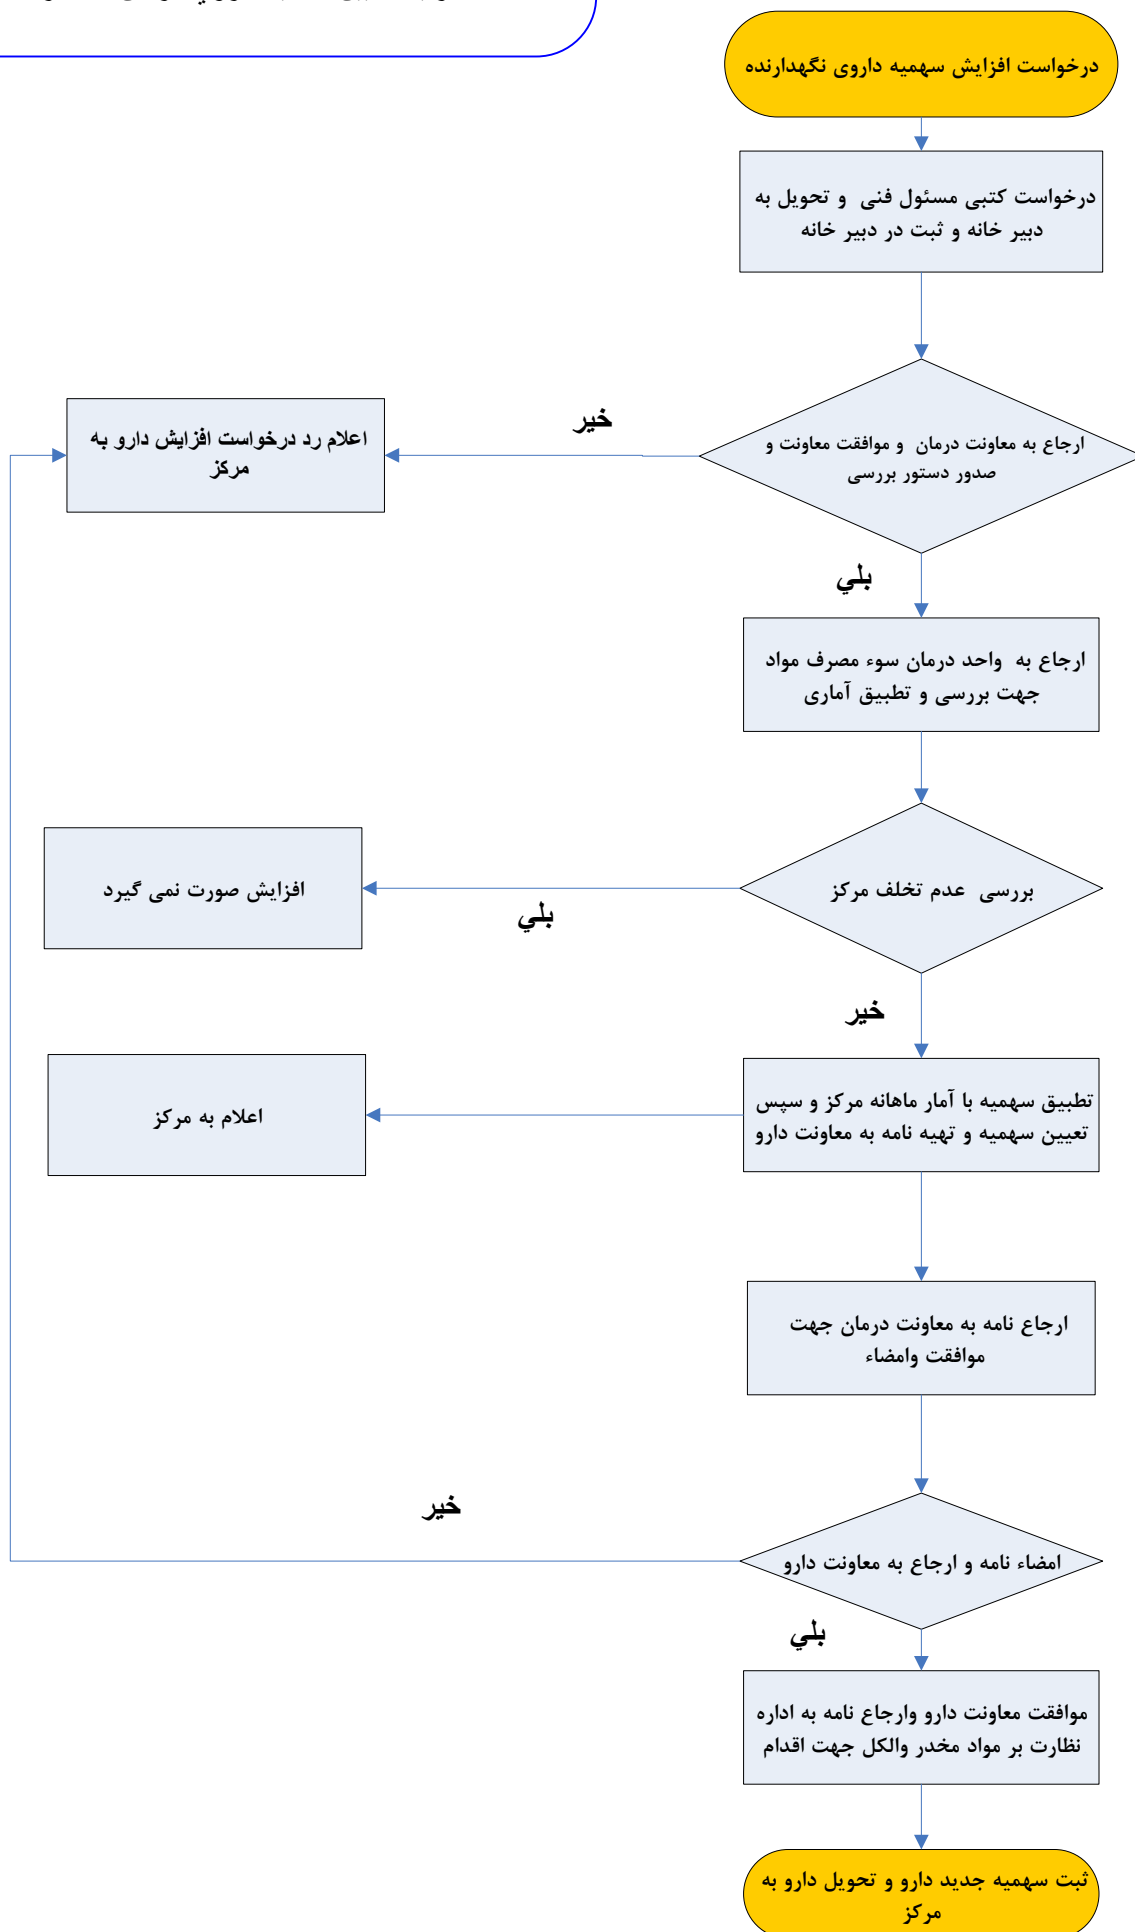 درخواست افزایش سهمیه داروی نگهدارنده
درخواست کتبی مسئول فنی و تحویل به
دبیر خانه و ثبت در دبیر خانه
ارجاع به معاونت درمان و موافقت معاونت و
صدور دستور بررسی
خیر
اعلام رد درخواست افزایش دارو به
مرکز
بلي
ارجاع به واحد درمان سوء مصرف مواد
جهت بررسی و تطبیق آماری
بررسی عدم تخلف مرکز
بلي
افزایش صورت نمی گیرد
خیر
تطبیق سهمیه با آمار ماهانه مرکز و سپس
تعیین سهمیه و تهیه نامه به معاونت دارو
اعلام به مرکز
ارجاع نامه به معاونت درمان جهت
موافقت وامضاء
امضاء نامه و ارجاع به معاونت دارو
خیر
بلي
موافقت معاونت دارو وارجاع نامه به اداره
نظارت بر مواد مخدر والکل جهت اقدام
ثبت سهمیه جدید دارو و تحویل دارو به
مرکز